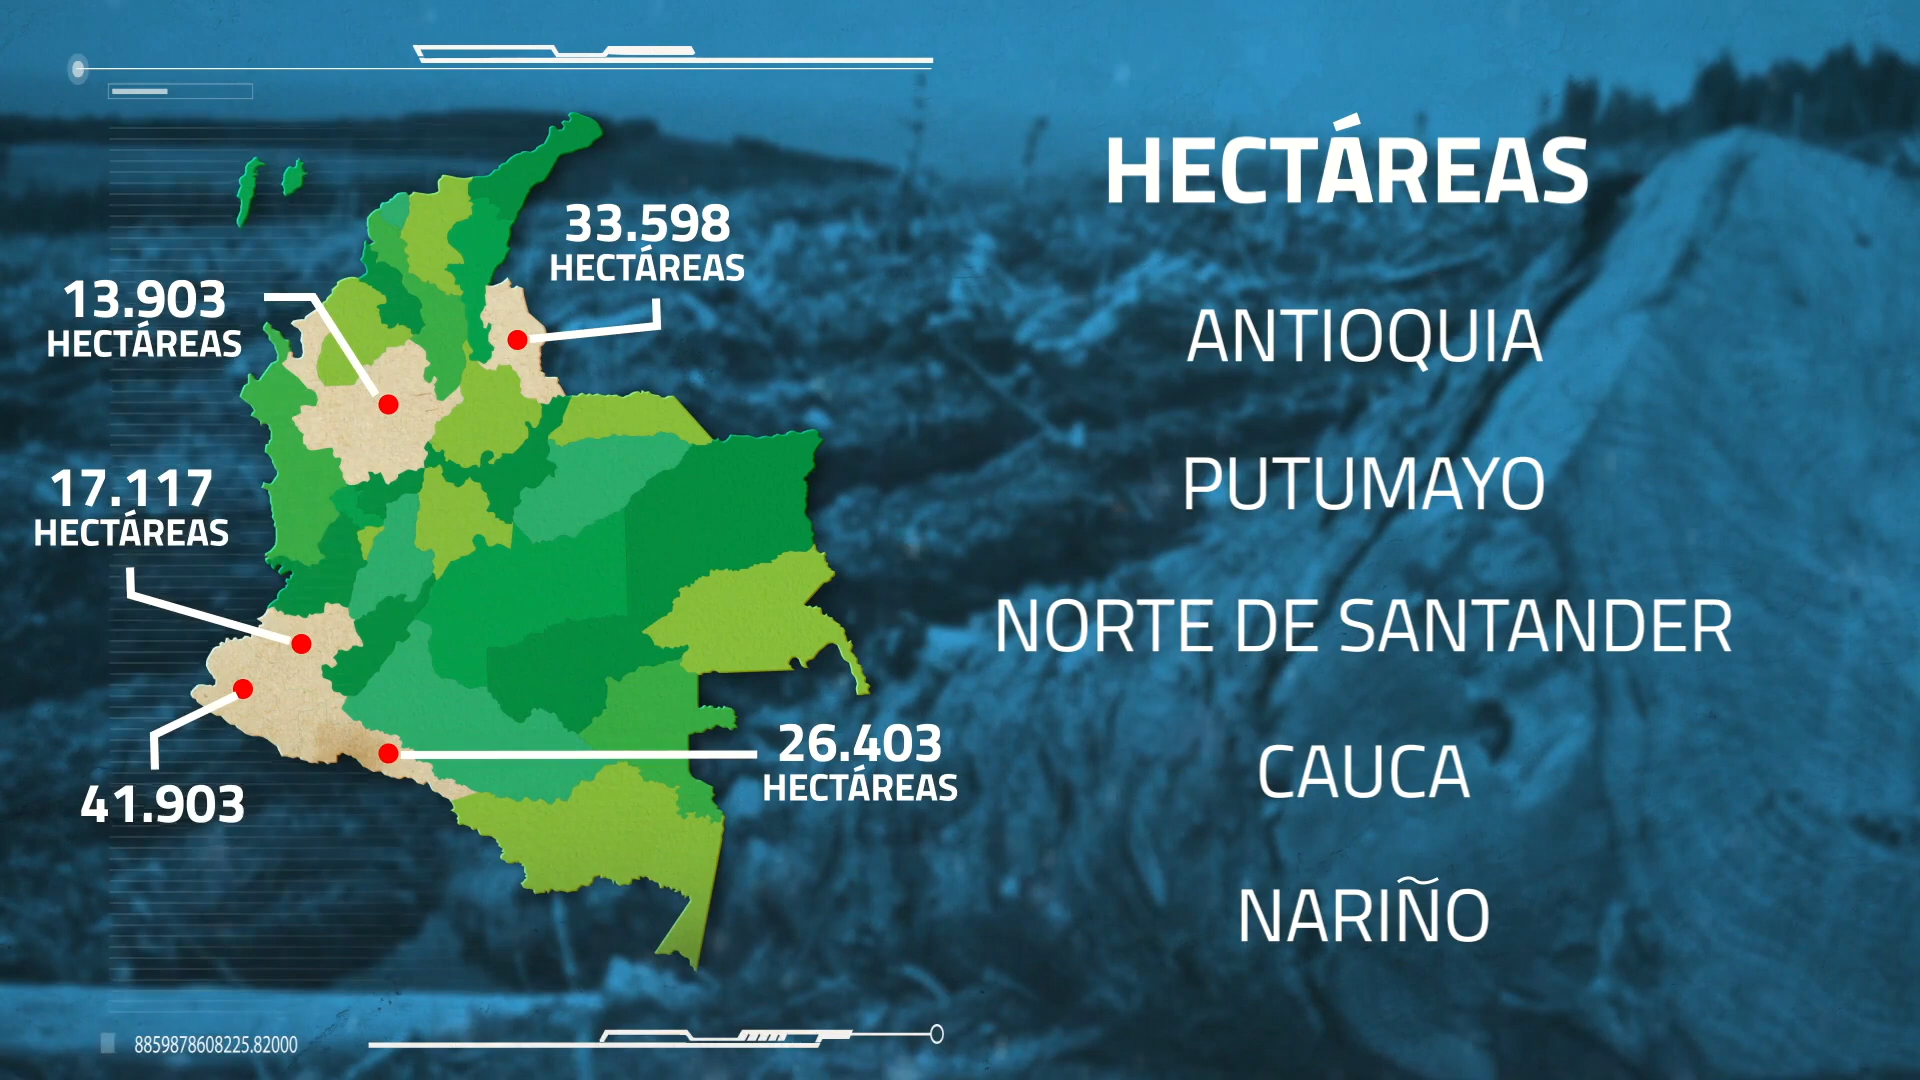 33.598
HECTÁREAS
13.903
HECTÁREAS
17.117
HECTÁREAS
41.903
26.403
HECTÁREAS
8859878608225.82000
HECTÁREAS
ANTIOQUIA
PUTUMAYO
NORTE DE SANTANDER
CAUCA
NARIÑO